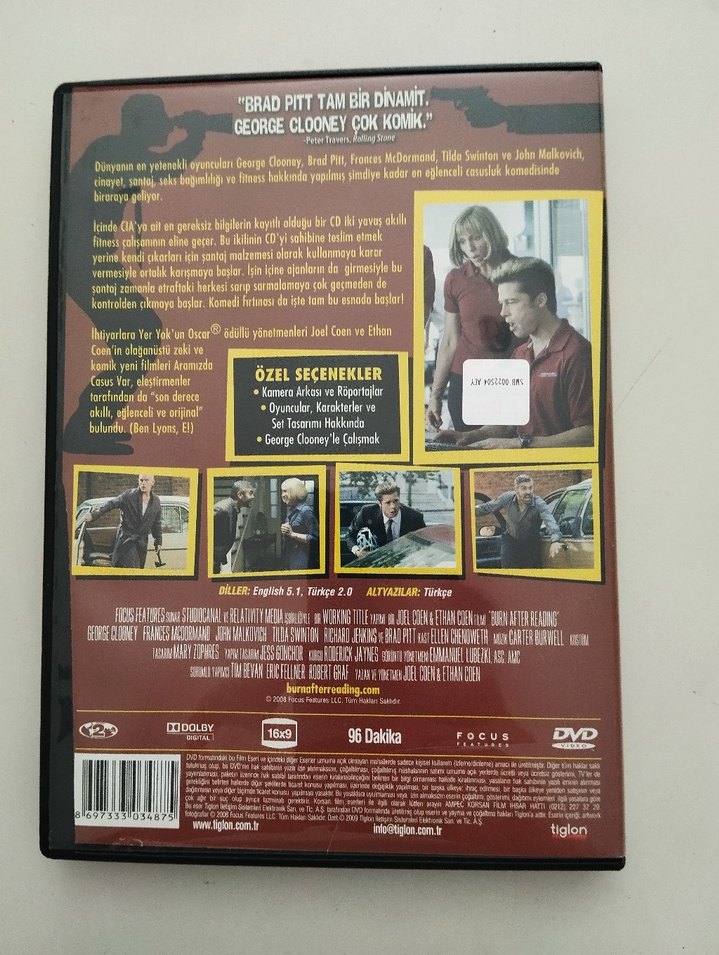 "BRAD PITT TAM BİR DİNAMİT.
GEORGE CLOONEY ÇOK KOMİK."
-Peter Travers, Rolling Stone
Dünyanın en yetenekli oyuncuları George Clooney, Brad Pitt, Frances McDormand, Tilda Swinton ve John Malkovich,
cinayet, şantaj, seks bağımlılığı ve fitness hakkında yapılmış şimdiye kadar en eğlenceli casusluk komedisinde
biraraya geliyor.
İçinde CIA'ya ait en gereksiz bilgilerin kayıtlı olduğu bir CD iki yavaş akıllı
fitness çalışanının eline geçer. Bu ikilinin CD'yi sahibine teslim etmek
yerine kendi çıkarları için şantaj malzemesi olarak kullanmaya karar
vermesiyle ortalık karışmaya başlar. İşin içine ajanların da girmesiyle bu
şantaj zamanla etraftaki herkesi sarıp sarmalamaya çok geçmeden de
kontrolden çıkmaya başlar. Komedi fırtınası da işte tam bu esnada başlar!
İhtiyarlara Yer Yok'un Oscar® ödüllü yönetmenleri Joel Coen ve Ethan
Coen'in olağanüstü zeki ve
komik yeni filmleri Aramızda
Casus Var, eleştirmenler
tarafından da "son derece
akıllı, eğlenceli ve orijinal"
bulundu. (Ben Lyons, E!)
ÖZEL SEÇENEKLER
• Kamera Arkası ve Röportajlar
• Oyuncular, Karakterler ve
Set Tasarımı Hakkında
• George Clooney'le Çalışmak
SMB 0022504 AEY
DİLLER: English 5.1, Türkçe 2.0 ALTYAZILAR: Türkçe
FOCUS FEATURES SUNAR STUDIOCANAL VE RELATIVITY MEDIA İŞBİRLİĞİYLE BİR WORKING TITLE YAPIMI BİR JOEL COEN & ETHAN COEN FİLMİ "BURN AFTER READING"
GEORGE CLOONEY FRANCES MCDORMAND JOHN MALKOVICH TILDA SWINTON RICHARD JENKINS VE BRAD PITT KAST ELLEN CHENOWETH MÜZİK CARTER BURWELL KOSTÜM
TASARIM MARY ZOPHRES YAPIM TASARIM JESS GONCHOR KURGU RODERICK JAYNES GÖRÜNTÜ YÖNETMENİ EMMANUEL LUBEZKI, ASC, AMC
SORUMLU YAPIMCI TIM BEVAN ERIC FELLNER ROBERT GRAF YAZAN VE YÖNETMEN JOEL COEN & ETHAN COEN
burnafterreading.com
© 2008 Focus Features LLC. Tüm Hakları Saklıdır.
2
DOLBY
DIGITAL
16x9
96 Dakika
FOCUS
FEATURES
DVD
VIDEO
8 697333 034875
www.tiglon.com.tr
info@tiglon.com.tr
tiglon